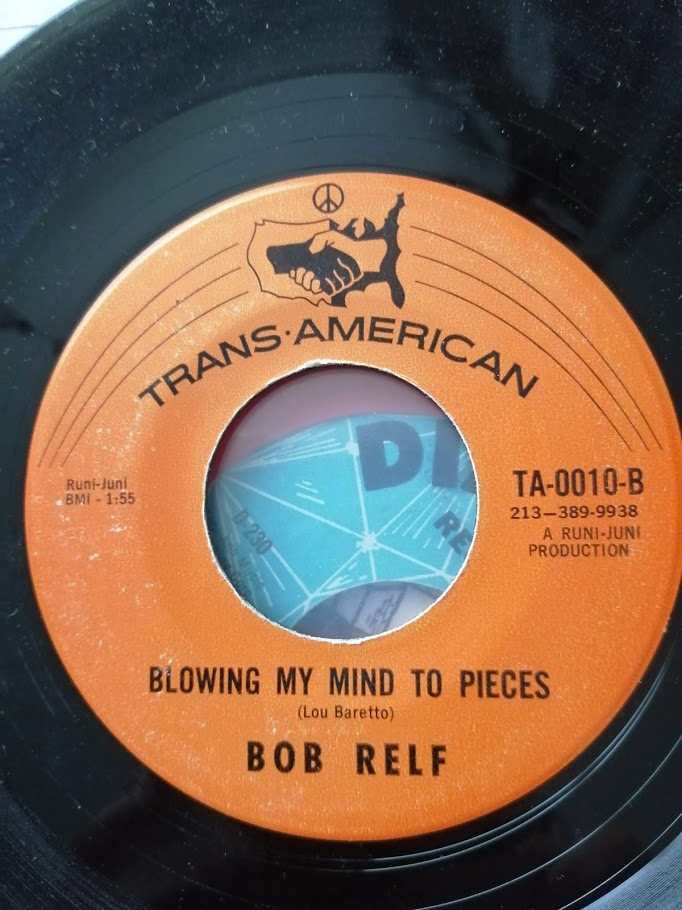 TRANS·AMERICAN
Runi-Juni
BMI - 1:55
TA-0010-B
213-389-9938
A RUNI-JUNI
PRODUCTION
D-230
BLOWING MY MIND TO PIECES
(Lou Baretto)
BOB RELF